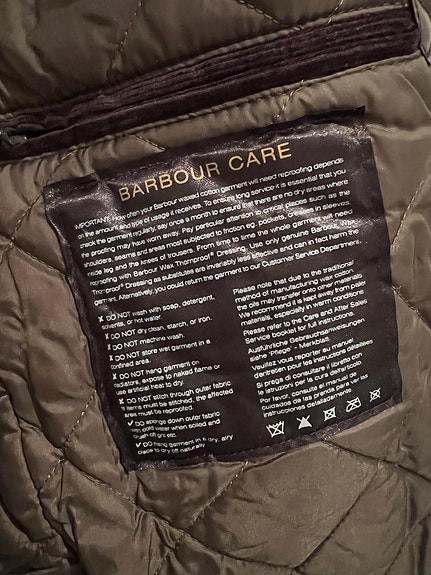 BARBOUR CARE
IMPORTANT: How often your Barbour waxed cotton garment will need reproofing depends
on the amount and type of usage it receives. To ensure long service it is essential that you
check the garment regularly, say once a month to ensure that there are no dry areas where
the proofing may have worn away. Pay particular attention to critical places such as the
shoulders, seams and areas most subjected to friction eg. pockets, creases in sleeves
inside leg and the knees of trousers. From time to time the whole garment will need
reproofing with Barbour Wax Thornproof® Dressing. Use only genuine Barbour, Wax
Thornproof® Dressing as substitutes are invariably less effective and can in fact harm the
garment. Alternatively, you could return the garment to our Customer Service Department.
✗ DO NOT wash with soap, detergent,
solvents, or hot water.
✗ DO NOT dry clean, starch, or iron.
✗ DO NOT machine wash.
✗ DO NOT store wet garment in a
confined area.
✗ DO NOT hang garment on
radiators, expose to naked flame or
use artificial heat to dry.
✗ DO NOT stitch through outer fabric
If items must be stitched, the affected
area must be reproofed.
✓ DO sponge down outer fabric
with cold water when soiled and
brush off grit etc.
✓ DO hang garment in a dry, airy
place to dry off naturally
Please note that due to the traditional
method of manufacturing wax cotton,
the oils may transfer onto other materials
We recommend it is kept away from paler
materials, especially in warm conditions.
Please refer to the Care and After Sales
Service booklet for full instructions.
Ausführliche Gebrauchsanweisungen
siehe 'Pflege' - Merkblatt.
Veuillez vous reporter au manuel
d'entretien pour les instructions détaillées
Si prega di consultare il libretto con
le istruzioni per la cura dell'articolo.
Por favor, consulte el manual de
cuidados de las prenda para ver las
instrucciones detalladamente.